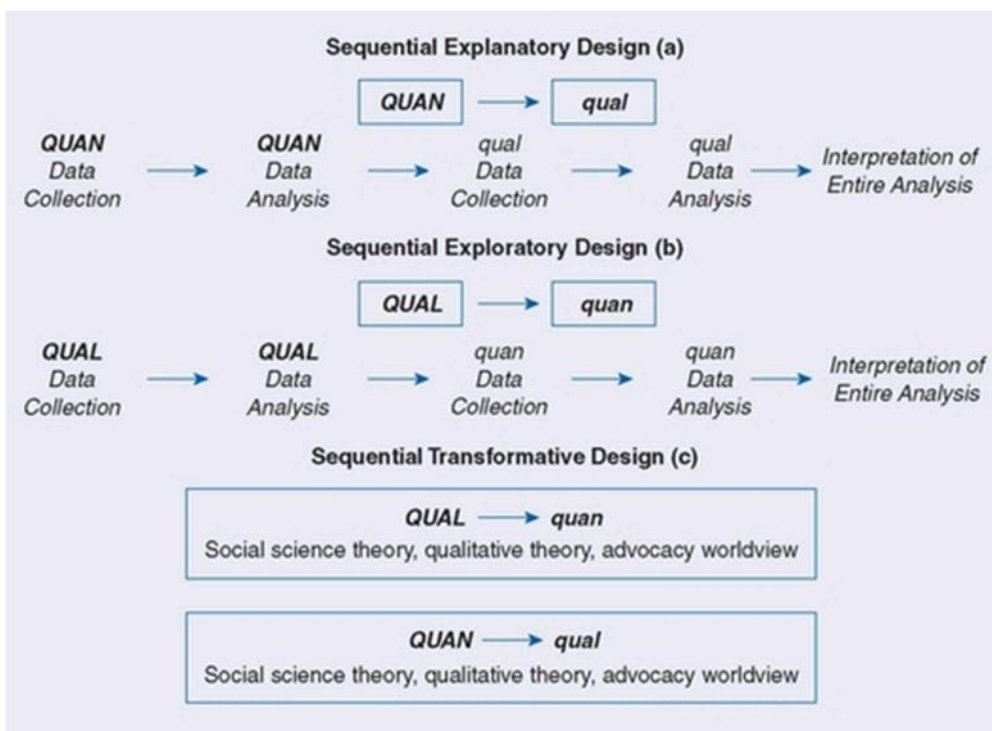 Sequential Explanatory Design (a)
QUAN qual
QUAN QUAN qual qual Interpretation of
Data Data Data Data Entire Analysis
Collection Analysis Collection Analysis
Sequential Exploratory Design (b)
QUAL quan
QUAL QUAL quan quan Interpretation of
Data Data Data Data Entire Analysis
Collection Analysis Collection Analysis
Sequential Transformative Design (c)
QUAL quan
Social science theory, qualitative theory, advocacy worldview
QUAN qual
Social science theory, qualitative theory, advocacy worldview